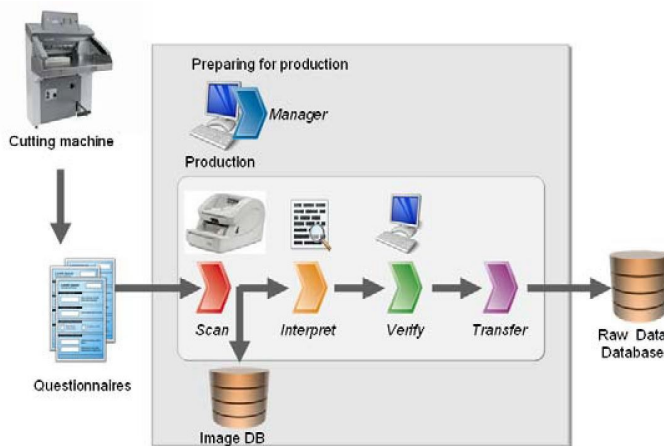 Preparing for production
Manager
Cutting machine
Production
Scan
Interpret
Verify
Transfer
Raw Data
Database
Questionnaires
Image DB